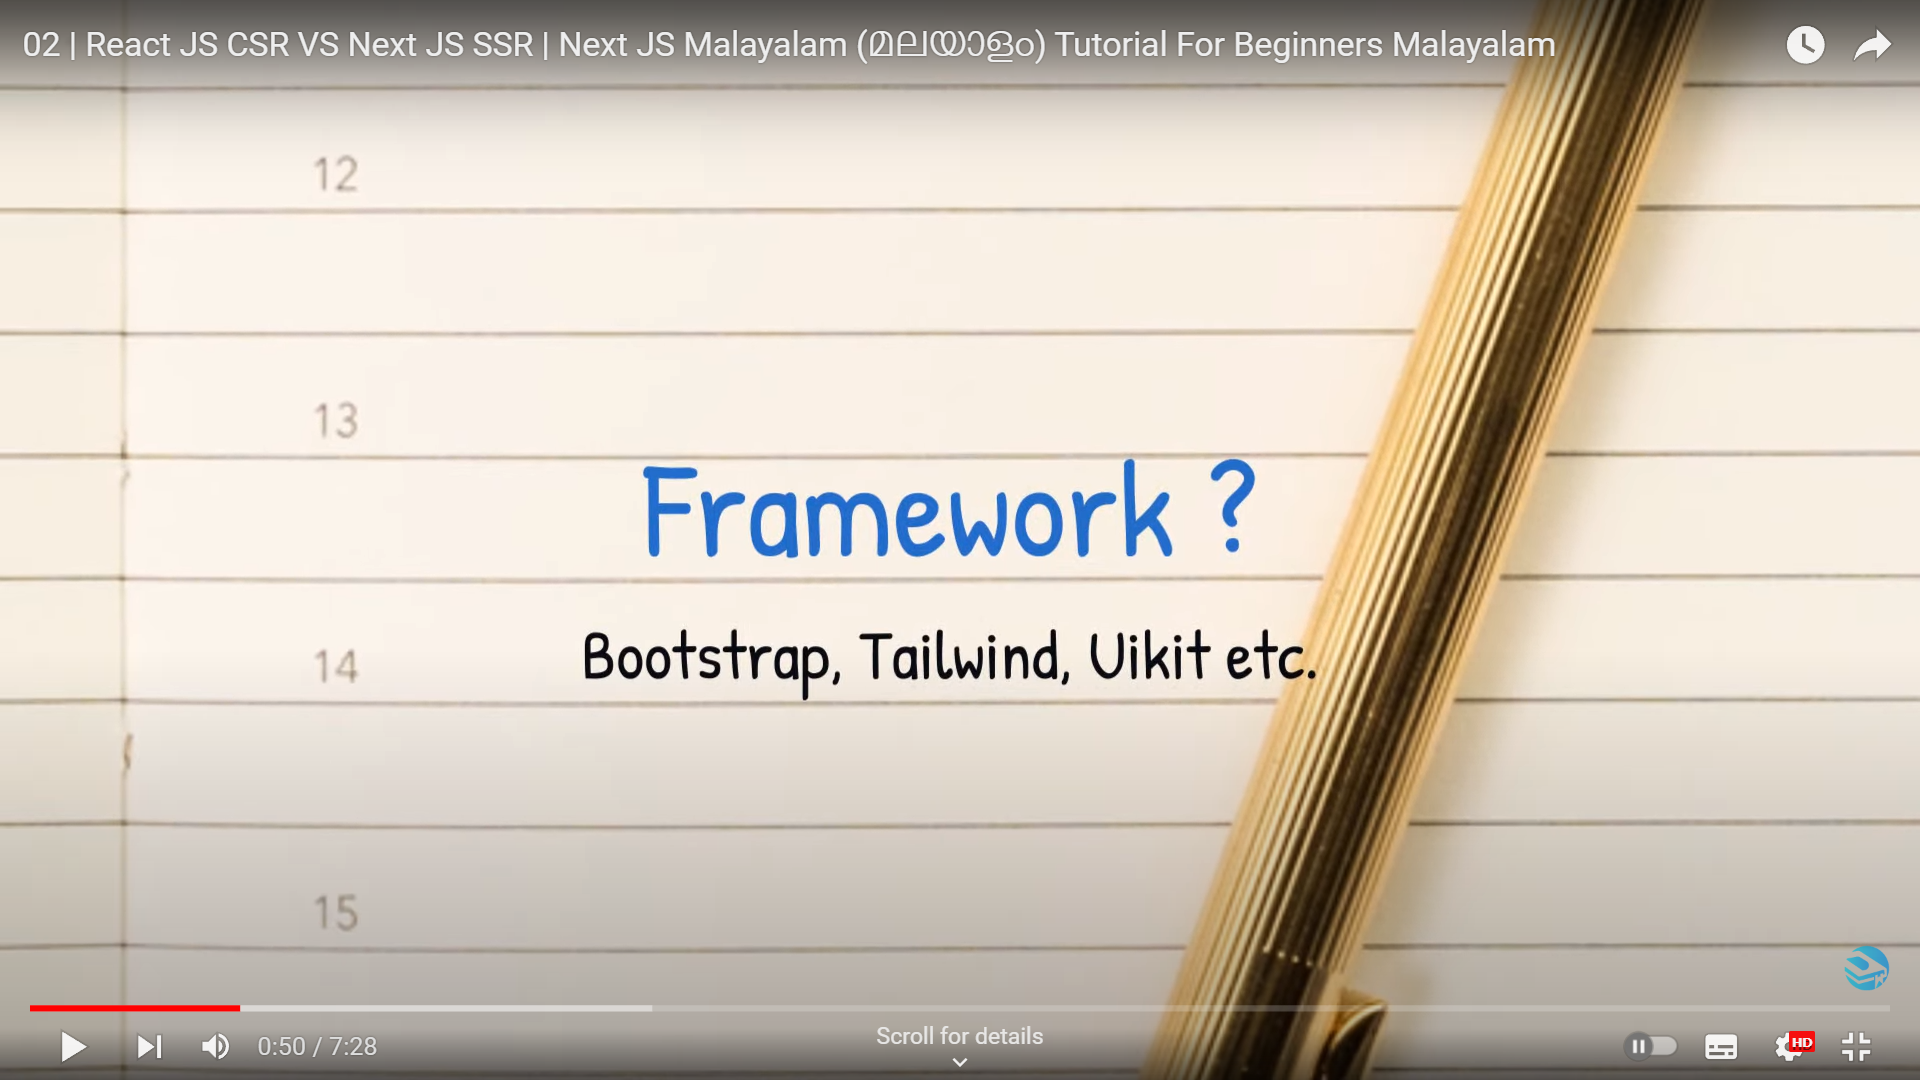 02 | React JS CSR VS Next JS SSR | Next JS Malayalam (മലയാളം) Tutorial For Beginners Malayalam
12
13
Framework ?
Bootstrap, Tailwind, Uikit etc.
14
15
0:50 / 7:28
Scroll for details
HD